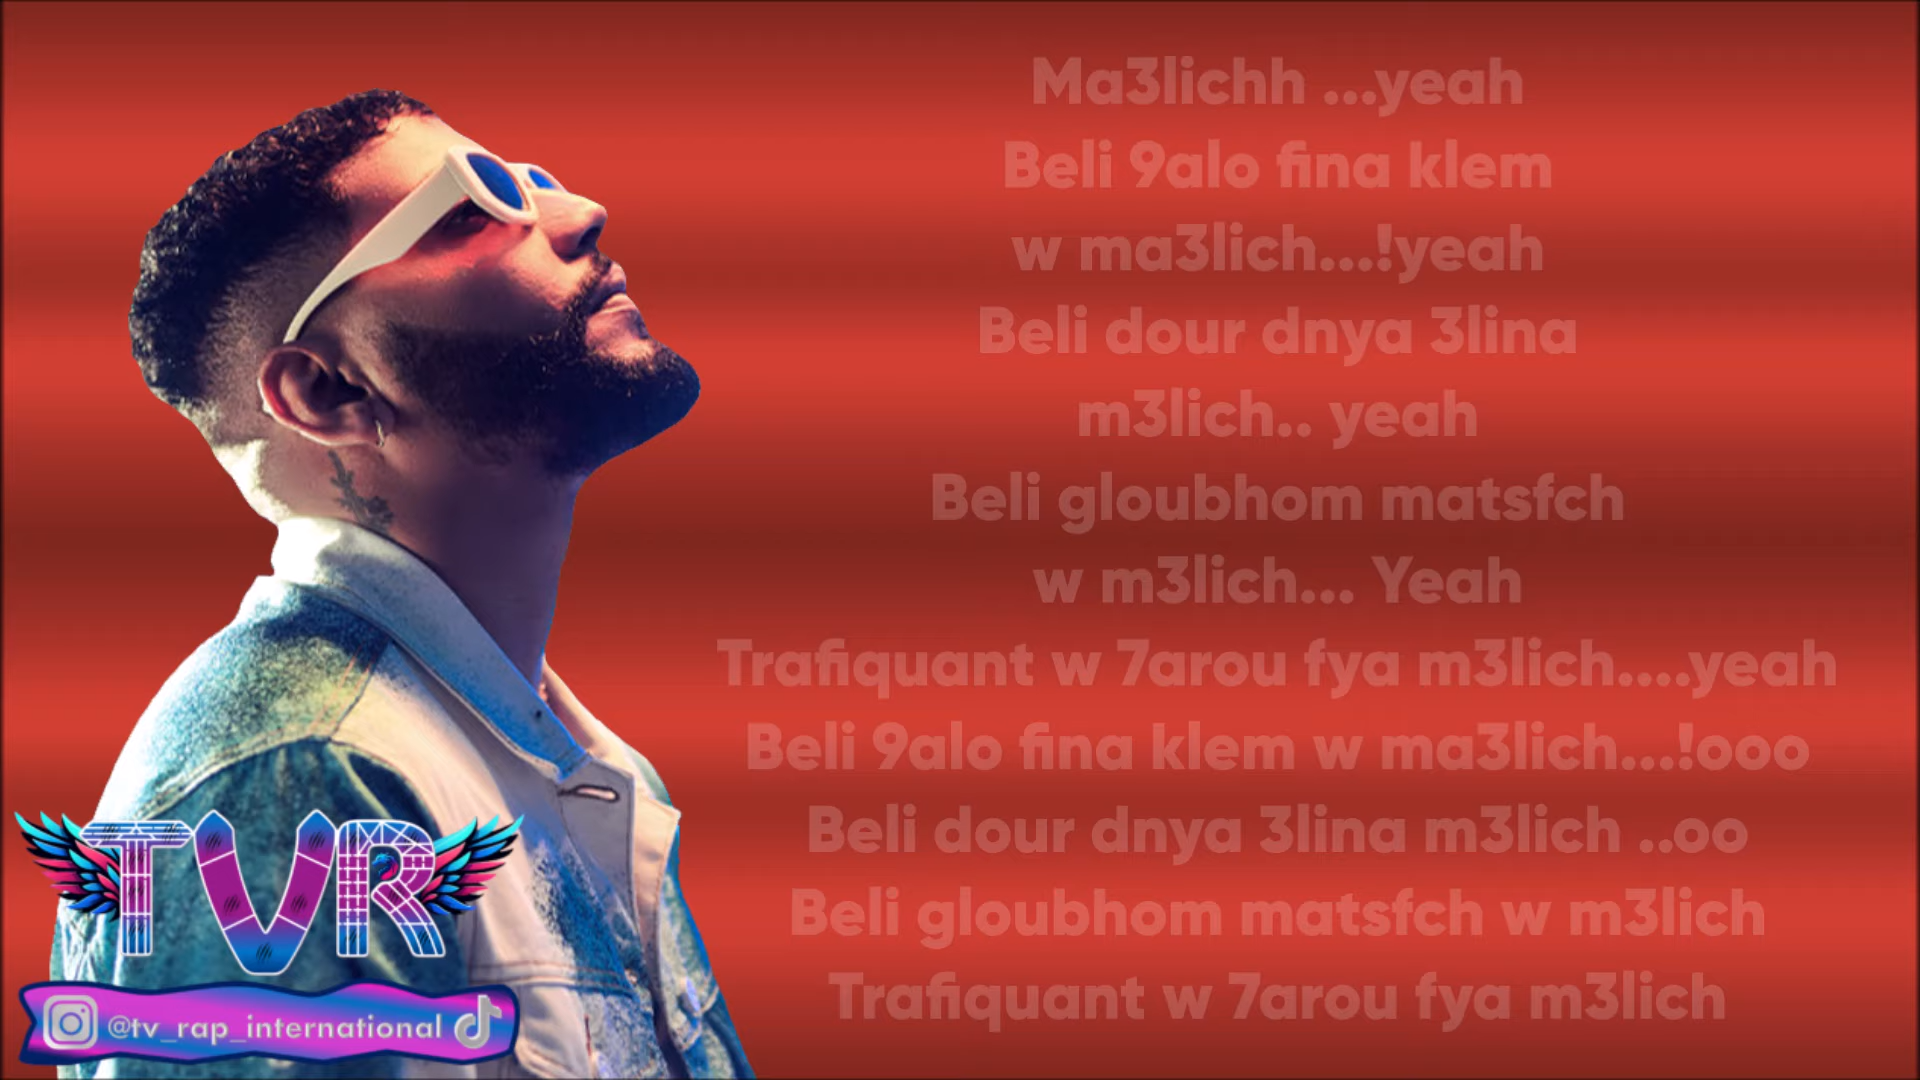 Ma3lichh ...yeah
Beli 9alo fina klem
w ma3lich...!yeah
Beli dour dnya 3lina
m3lich.. yeah
Beli gloubhom matsfch
w m3lich... Yeah
Trafiquant w 7arou fya m3lich....yeah
Beli 9alo fina klem w ma3lich...!ooo
Beli dour dnya 3lina m3lich ..oo
Beli gloubhom matsfch w m3lich
Trafiquant w 7arou fya m3lich
TVR
@tv_rap_international